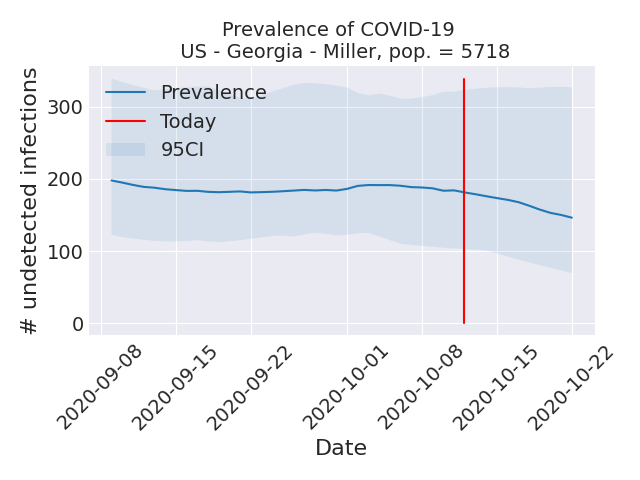 Prevalence of COVID-19
US - Georgia - Miller, pop. = 5718
# undetected infections
300
200
100
0
Prevalence
Today
95CI
2020-09-08
2020-09-15
2020-09-22
2020-10-01
2020-10-08
2020-10-15
2020-10-22
Date